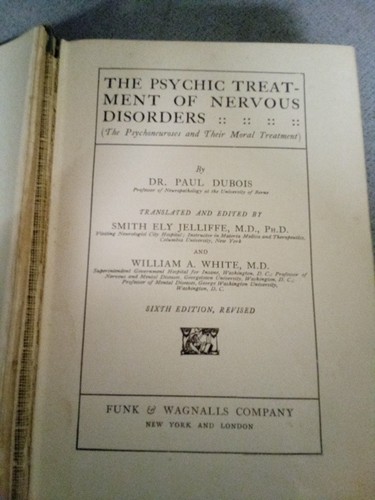 THE PSYCHIC TREAT-
MENT OF NERVOUS
DISORDERS :: :: :: ::
(The Psychoneuroses and Their Moral Treatment)
By
DR. PAUL DUBOIS
Professor of Neuropathology at the University of Berne
TRANSLATED AND EDITED BY
SMITH ELY JELLIFFE, M.D., PH.D.
Visiting Neurologist City Hospital; Instructor in Materia Medica and Therapeutics,
Columbia University, New York
AND
WILLIAM A. WHITE, M.D.
Superintendent Government Hospital for Insane, Washington, D. C.; Professor of
Nervous and Mental Diseases, Georgetown University, Washington, D. C.;
Professor of Mental Diseases, George Washington University,
Washington, D. C.
SIXTH EDITION, REVISED
FUNK & WAGNALLS COMPANY
NEW YORK AND LONDON